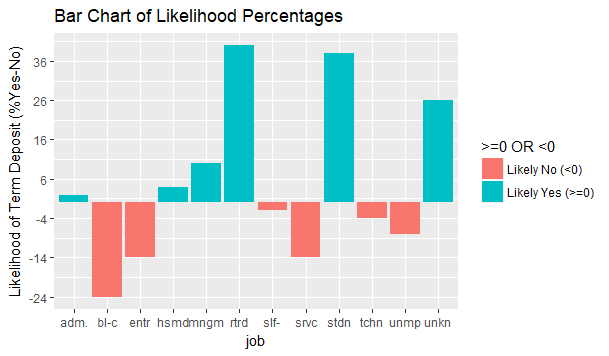 Bar Chart of Likelihood Percentages
Likelihood of Term Deposit (%Yes-No)
36
26
16
6
-4
-14
-24
adm. bl-c entr hsmd mngm rtrd slf- srvc stdn tchn unmp unkn
job
>=0 OR <0
Likely No (<0)
Likely Yes (>=0)